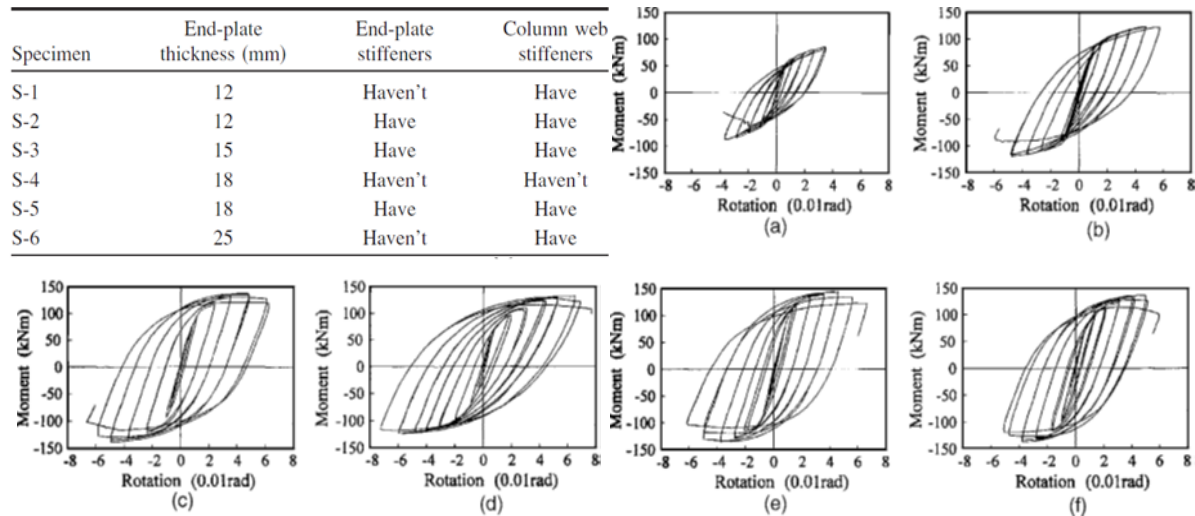 Specimen End-plate thickness (mm) End-plate stiffeners Column web stiffeners
S-1 12 Haven't Have
S-2 12 Have Have
S-3 15 Have Have
S-4 18 Haven't Haven't
S-5 18 Have Have
S-6 25 Haven't Have
Moment (kNm)
150
100
50
0
-50
-100
-150
-8 -6 -4 -2 0 2 4 6 8
Rotation (0.01rad)
(a)
Moment (kNm)
150
100
50
0
-50
-100
-150
-8 -6 -4 -2 0 2 4 6 8
Rotation (0.01rad)
(b)
Moment (kNm)
150
100
50
0
-50
-100
-150
-8 -6 -4 -2 0 2 4 6 8
Rotation (0.01rad)
(c)
Moment (kNm)
150
100
50
0
-50
-100
-150
-8 -6 -4 -2 0 2 4 6 8
Rotation (0.01rad)
(d)
Moment (kNm)
150
100
50
0
-50
-100
-150
-8 -6 -4 -2 0 2 4 6 8
Rotation (0.01rad)
(e)
Moment (kNm)
150
100
50
0
-50
-100
-150
-8 -6 -4 -2 0 2 4 6 8
Rotation (0.01rad)
(f)